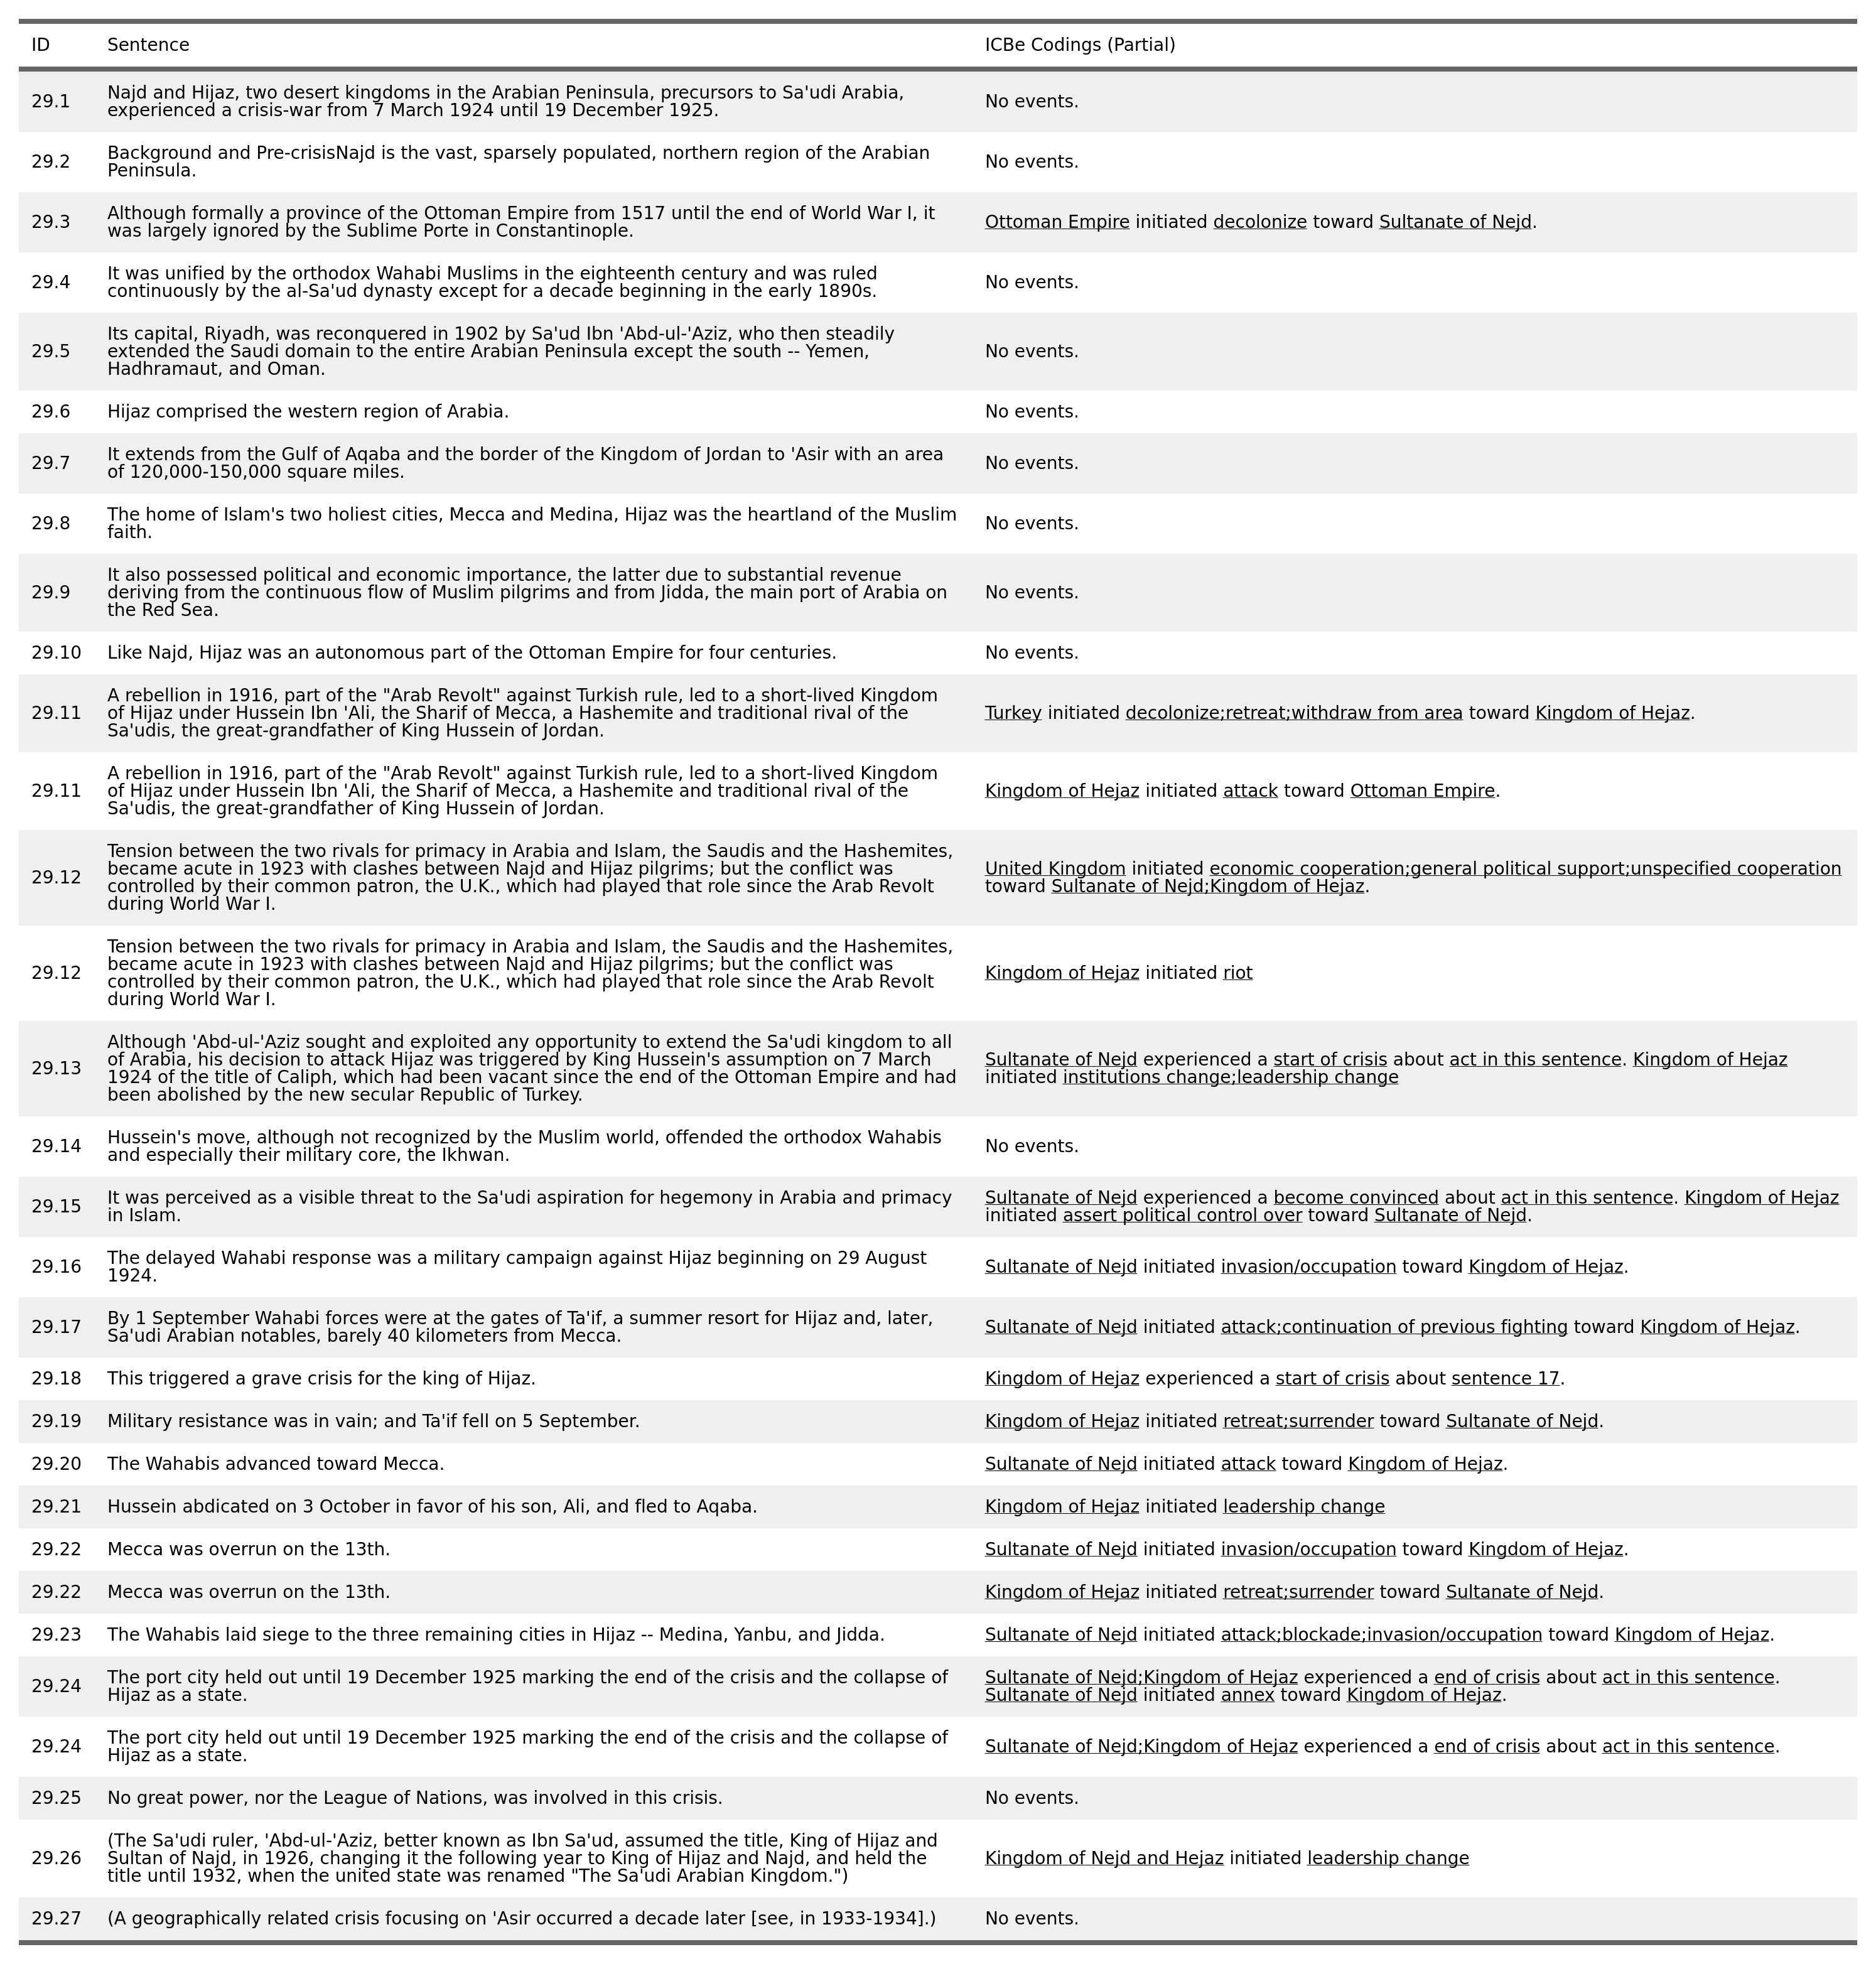 ID Sentence ICBe Codings (Partial)
29.1 Najd and Hijaz, two desert kingdoms in the Arabian Peninsula, precursors to Sa'udi Arabia,
experienced a crisis-war from 7 March 1924 until 19 December 1925. No events.
29.2 Background and Pre-crisisNajd is the vast, sparsely populated, northern region of the Arabian
Peninsula. No events.
29.3 Although formally a province of the Ottoman Empire from 1517 until the end of World War I, it
was largely ignored by the Sublime Porte in Constantinople. Ottoman Empire initiated decolonize toward Sultanate of Nejd.
29.4 It was unified by the orthodox Wahabi Muslims in the eighteenth century and was ruled
continuously by the al-Sa'ud dynasty except for a decade beginning in the early 1890s. No events.
29.5 Its capital, Riyadh, was reconquered in 1902 by Sa'ud Ibn 'Abd-ul-'Aziz, who then steadily
extended the Saudi domain to the entire Arabian Peninsula except the south -- Yemen,
Hadhramaut, and Oman. No events.
29.6 Hijaz comprised the western region of Arabia. No events.
29.7 It extends from the Gulf of Aqaba and the border of the Kingdom of Jordan to 'Asir with an area
of 120,000-150,000 square miles. No events.
29.8 The home of Islam's two holiest cities, Mecca and Medina, Hijaz was the heartland of the Muslim
faith. No events.
29.9 It also possessed political and economic importance, the latter due to substantial revenue
deriving from the continuous flow of Muslim pilgrims and from Jidda, the main port of Arabia on
the Red Sea. No events.
29.10 Like Najd, Hijaz was an autonomous part of the Ottoman Empire for four centuries. No events.
29.11 A rebellion in 1916, part of the "Arab Revolt" against Turkish rule, led to a short-lived Kingdom
of Hijaz under Hussein Ibn 'Ali, the Sharif of Mecca, a Hashemite and traditional rival of the
Sa'udis, the great-grandfather of King Hussein of Jordan. Turkey initiated decolonize;retreat;withdraw from area toward Kingdom of Hejaz.
29.11 A rebellion in 1916, part of the "Arab Revolt" against Turkish rule, led to a short-lived Kingdom
of Hijaz under Hussein Ibn 'Ali, the Sharif of Mecca, a Hashemite and traditional rival of the
Sa'udis, the great-grandfather of King Hussein of Jordan. Kingdom of Hejaz initiated attack toward Ottoman Empire.
29.12 Tension between the two rivals for primacy in Arabia and Islam, the Saudis and the Hashemites,
became acute in 1923 with clashes between Najd and Hijaz pilgrims; but the conflict was
controlled by their common patron, the U.K., which had played that role since the Arab Revolt
during World War I. United Kingdom initiated economic cooperation;general political support;unspecified cooperation
toward Sultanate of Nejd;Kingdom of Hejaz.
29.12 Tension between the two rivals for primacy in Arabia and Islam, the Saudis and the Hashemites,
became acute in 1923 with clashes between Najd and Hijaz pilgrims; but the conflict was
controlled by their common patron, the U.K., which had played that role since the Arab Revolt
during World War I. Kingdom of Hejaz initiated riot
29.13 Although 'Abd-ul-'Aziz sought and exploited any opportunity to extend the Sa'udi kingdom to all
of Arabia, his decision to attack Hijaz was triggered by King Hussein's assumption on 7 March
1924 of the title of Caliph, which had been vacant since the end of the Ottoman Empire and had
been abolished by the new secular Republic of Turkey. Sultanate of Nejd experienced a start of crisis about act in this sentence. Kingdom of Hejaz
initiated institutions change;leadership change
29.14 Hussein's move, although not recognized by the Muslim world, offended the orthodox Wahabis
and especially their military core, the Ikhwan. No events.
29.15 It was perceived as a visible threat to the Sa'udi aspiration for hegemony in Arabia and primacy
in Islam. Sultanate of Nejd experienced a become convinced about act in this sentence. Kingdom of Hejaz
initiated assert political control over toward Sultanate of Nejd.
29.16 The delayed Wahabi response was a military campaign against Hijaz beginning on 29 August
1924. Sultanate of Nejd initiated invasion/occupation toward Kingdom of Hejaz.
29.17 By 1 September Wahabi forces were at the gates of Ta'if, a summer resort for Hijaz and, later,
Sa'udi Arabian notables, barely 40 kilometers from Mecca. Sultanate of Nejd initiated attack;continuation of previous fighting toward Kingdom of Hejaz.
29.18 This triggered a grave crisis for the king of Hijaz. Kingdom of Hejaz experienced a start of crisis about sentence 17.
29.19 Military resistance was in vain; and Ta'if fell on 5 September. Kingdom of Hejaz initiated retreat;surrender toward Sultanate of Nejd.
29.20 The Wahabis advanced toward Mecca. Sultanate of Nejd initiated attack toward Kingdom of Hejaz.
29.21 Hussein abdicated on 3 October in favor of his son, Ali, and fled to Aqaba. Kingdom of Hejaz initiated leadership change
29.22 Mecca was overrun on the 13th. Sultanate of Nejd initiated invasion/occupation toward Kingdom of Hejaz.
29.22 Mecca was overrun on the 13th. Kingdom of Hejaz initiated retreat;surrender toward Sultanate of Nejd.
29.23 The Wahabis laid siege to the three remaining cities in Hijaz -- Medina, Yanbu, and Jidda. Sultanate of Nejd initiated attack;blockade;invasion/occupation toward Kingdom of Hejaz.
29.24 The port city held out until 19 December 1925 marking the end of the crisis and the collapse of
Hijaz as a state. Sultanate of Nejd;Kingdom of Hejaz experienced a end of crisis about act in this sentence.
Sultanate of Nejd initiated annex toward Kingdom of Hejaz.
29.24 The port city held out until 19 December 1925 marking the end of the crisis and the collapse of
Hijaz as a state. Sultanate of Nejd;Kingdom of Hejaz experienced a end of crisis about act in this sentence.
29.25 No great power, nor the League of Nations, was involved in this crisis. No events.
29.26 (The Sa'udi ruler, 'Abd-ul-'Aziz, better known as Ibn Sa'ud, assumed the title, King of Hijaz and
Sultan of Najd, in 1926, changing it the following year to King of Hijaz and Najd, and held the
title until 1932, when the united state was renamed "The Sa'udi Arabian Kingdom.") Kingdom of Nejd and Hejaz initiated leadership change
29.27 (A geographically related crisis focusing on 'Asir occurred a decade later [see, in 1933-1934].) No events.